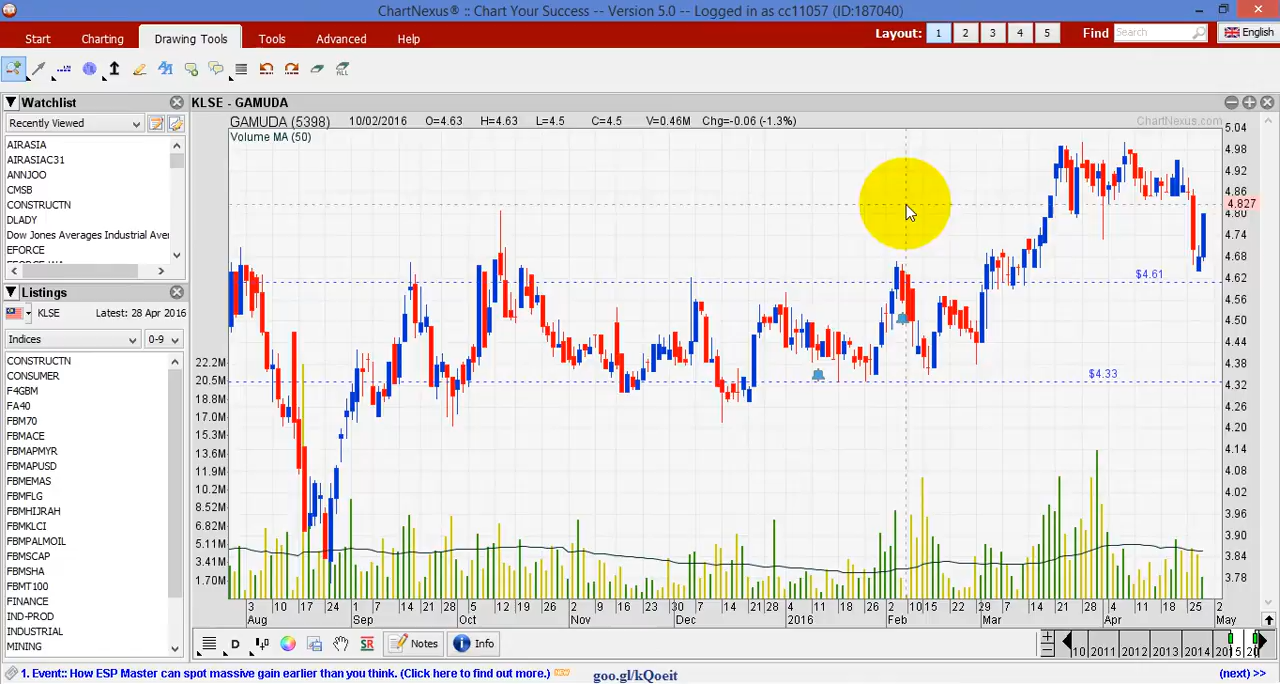 ChartNexus® :: Chart Your Success -- Version 5.0 -- Logged in as cc11057 (ID:187040)
Start Charting Drawing Tools Tools Advanced Help Layout: 1 2 3 4 5 Find Search English
ALL
Watchlist
Recently Viewed
AIRASIA
AIRASIAC31
ANNJOO
CMSB
CONSTRUCTN
DLADY
Dow Jones Averages Industrial Aver
EFORCE
Listings
KLSE Latest: 28 Apr 2016
Indices 0-9
CONSTRUCTN
CONSUMER
F4GBM
FA40
FBM70
FBMACE
FBMAPMYR
FBMAPUSD
FBMEMAS
FBMFLG
FBMHIJRAH
FBMKLCI
FBMPALMOIL
FBMSCAP
FBMSHA
FBMT100
FINANCE
IND-PROD
INDUSTRIAL
MINING
KLSE - GAMUDA
GAMUDA (5398) 10/02/2016 O=4.63 H=4.63 L=4.5 C=4.5 V=0.46M Chg=-0.06 (-1.3%) ChartNexus.com
Volume MA (50)
5.04
4.98
4.92
4.86
4.827
4.80
4.74
4.68
4.62
4.56
4.50
4.44
4.38
4.32
4.26
4.20
4.14
4.08
4.02
3.96
3.90
3.84
3.78
$4.61
$4.33
22.2M
20.5M
18.8M
17.0M
15.3M
13.6M
11.9M
10.2M
8.52M
6.82M
5.11M
3.41M
1.70M
3 10 17 24 1 7 14 21 28 5 12 19 26 2 9 16 23 30 7 14 21 28 4 11 18 26 2 10 15 22 29 7 14 21 28 4 11 18 25 2
Aug Sep Oct Nov Dec 2016 Feb Mar Apr May
D SR Notes i Info
10 2011 2012 2013 2014
1. Event:: How ESP Master can spot massive gain earlier than you think. (Click here to find out more.) NEW
goo.gl/kQoeit
(next) >>